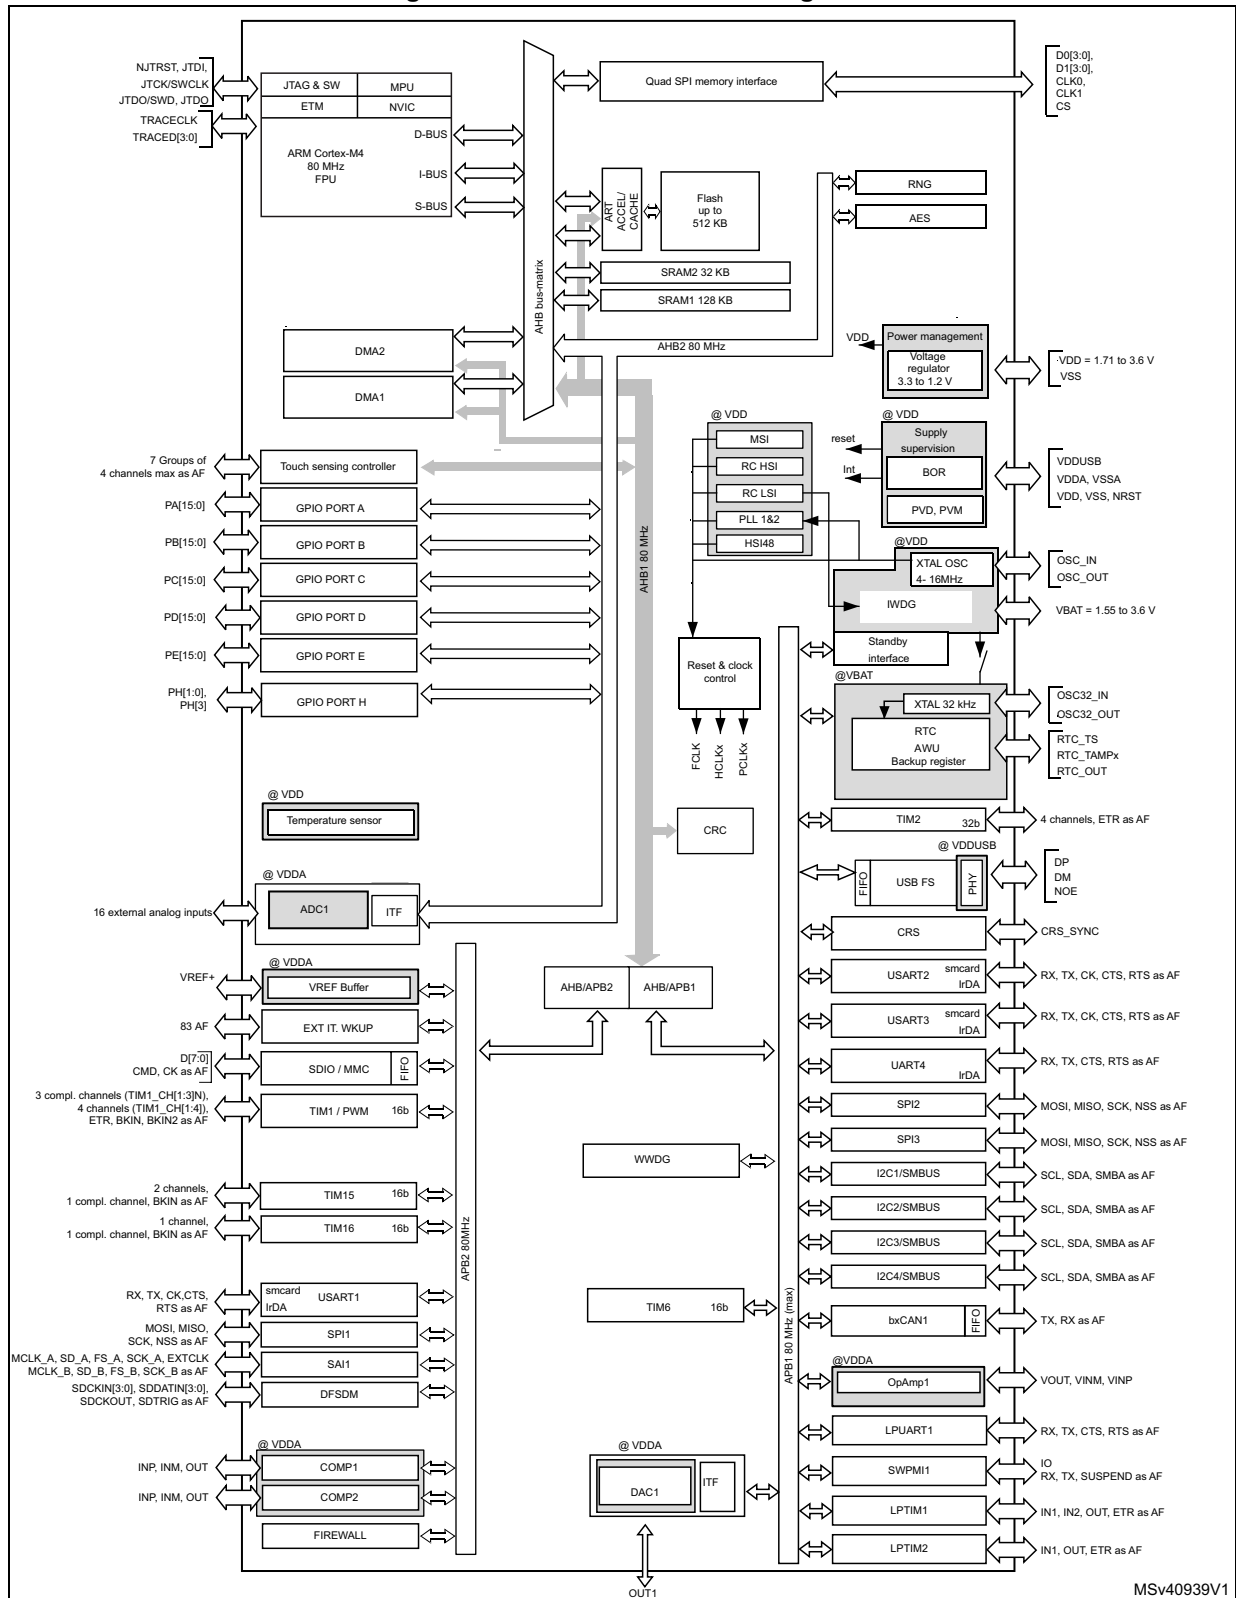 NJTRST, JTDI,
JTCK/SWCLK
JTDO/SWD, JTDO
TRACECLK
TRACED[3:0]
JTAG & SW
MPU
ETM
NVIC
ARM Cortex-M4
80 MHz
FPU
D-BUS
I-BUS
S-BUS
AHB bus-matrix
Quad SPI memory interface
D0[3:0],
D1[3:0],
CLK0,
CLK1
CS
ART
ACCEL/
CACHE
Flash
up to
512 KB
RNG
AES
SRAM2 32 KB
SRAM1 128 KB
AHB2 80 MHz
DMA2
DMA1
VDD
Power management
Voltage
regulator
3.3 to 1.2 V
VDD = 1.71 to 3.6 V
VSS
@ VDD
MSI
RC HSI
RC LSI
PLL 1&2
HSI48
@ VDD
reset
Int
Supply
supervision
BOR
PVD, PVM
VDDUSB
VDDA, VSSA
VDD, VSS, NRST
7 Groups of
4 channels max as AF
Touch sensing controller
PA[15:0]
GPIO PORT A
PB[15:0]
GPIO PORT B
PC[15:0]
GPIO PORT C
PD[15:0]
GPIO PORT D
PE[15:0]
GPIO PORT E
PH[1:0],
PH[3]
GPIO PORT H
AHB1 80 MHz
@VDD
XTAL OSC
4- 16MHz
IWDG
OSC_IN
OSC_OUT
VBAT = 1.55 to 3.6 V
Standby
interface
Reset & clock
control
FCLK
HCLKx
PCLKx
@VBAT
XTAL 32 kHz
RTC
AWU
Backup register
OSC32_IN
OSC32_OUT
RTC_TS
RTC_TAMPx
RTC_OUT
@ VDD
Temperature sensor
CRC
TIM2
32b
4 channels, ETR as AF
@ VDDUSB
FIFO
USB FS
PHY
DP
DM
NOE
@ VDDA
16 external analog inputs
ADC1
ITF
CRS
CRS_SYNC
@ VDDA
VREF+
VREF Buffer
AHB/APB2
AHB/APB1
USART2
smcard
IrDA
RX, TX, CK, CTS, RTS as AF
83 AF
EXT IT. WKUP
USART3
smcard
IrDA
RX, TX, CK, CTS, RTS as AF
D[7:0]
CMD, CK as AF
SDIO / MMC
FIFO
UART4
IrDA
RX, TX, CTS, RTS as AF
3 compl. channels (TIM1_CH[1:3]N),
4 channels (TIM1_CH[1:4]),
ETR, BKIN, BKIN2 as AF
TIM1 / PWM
16b
SPI2
MOSI, MISO, SCK, NSS as AF
SPI3
MOSI, MISO, SCK, NSS as AF
WWDG
I2C1/SMBUS
SCL, SDA, SMBA as AF
2 channels,
1 compl. channel, BKIN as AF
TIM15
16b
I2C2/SMBUS
SCL, SDA, SMBA as AF
1 channel,
1 compl. channel, BKIN as AF
TIM16
16b
APB2 80MHz
I2C3/SMBUS
SCL, SDA, SMBA as AF
I2C4/SMBUS
SCL, SDA, SMBA as AF
RX, TX, CK,CTS,
RTS as AF
smcard
IrDA
USART1
TIM6
16b
APB1 80 MHz (max)
bxCAN1
FIFO
TX, RX as AF
MOSI, MISO,
SCK, NSS as AF
SPI1
MCLK_A, SD_A, FS_A, SCK_A, EXTCLK
MCLK_B, SD_B, FS_B, SCK_B as AF
SAI1
@VDDA
OpAmp1
VOUT, VINM, VINP
SDCKIN[3:0], SDDATIN[3:0],
SDCKOUT, SDTRIG as AF
DFSDM
LPUART1
RX, TX, CTS, RTS as AF
@ VDDA
INP, INM, OUT
COMP1
INP, INM, OUT
COMP2
FIREWALL
@ VDDA
DAC1
ITF
OUT1
SWPMI1
IO
RX, TX, SUSPEND as AF
LPTIM1
IN1, IN2, OUT, ETR as AF
LPTIM2
IN1, OUT, ETR as AF
MSv40939V1